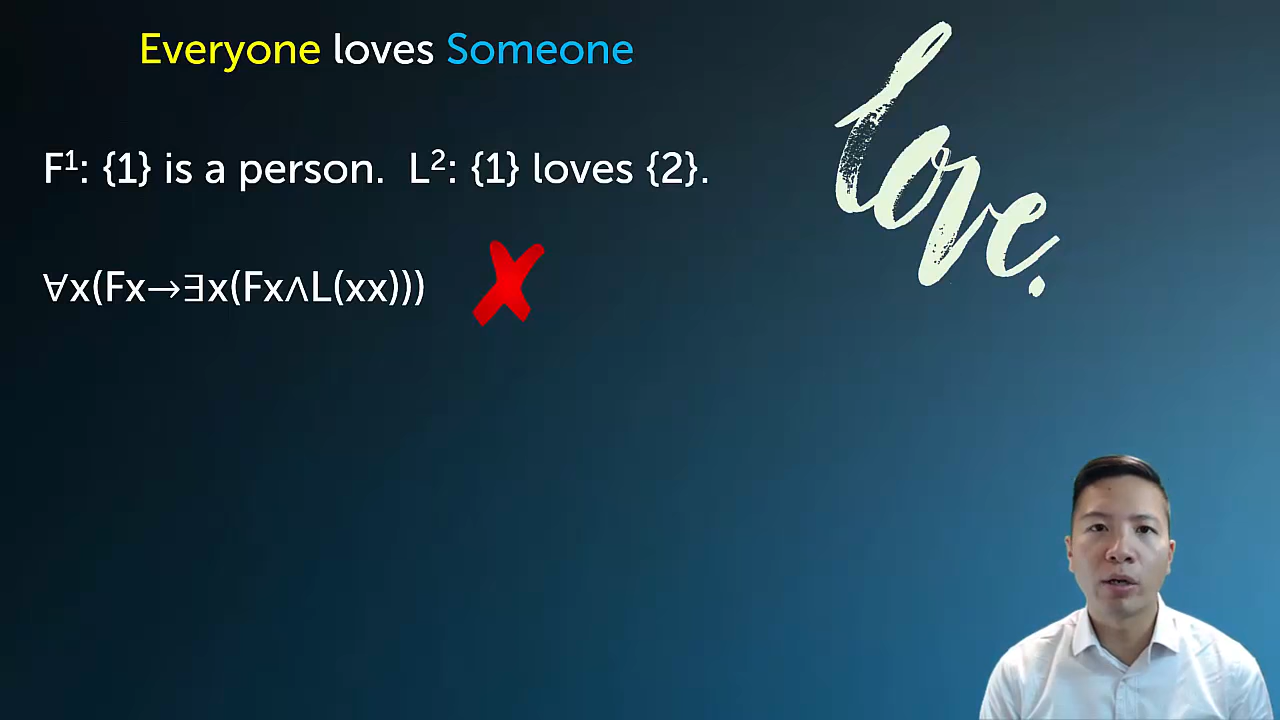 Everyone loves Someone
love.
F¹: {1} is a person. L²: {1} loves {2}.
∀x(Fx→∃x(Fx∧L(xx)))